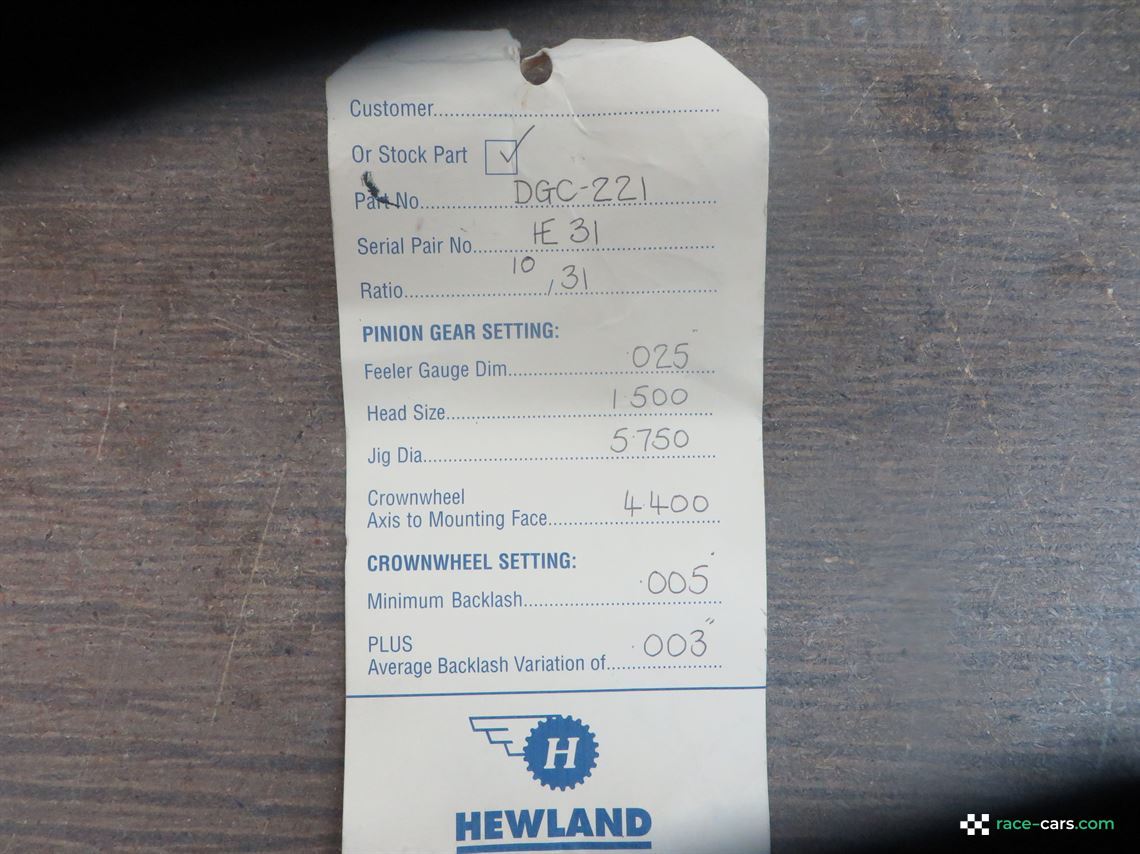 Customer
Or Stock Part ✓
Part No. DGC-221
Serial Pair No. HE 31
Ratio 10/31
PINION GEAR SETTING:
Feeler Gauge Dim. .025"
Head Size 1.500
Jig Dia. 5.750
Crownwheel
Axis to Mounting Face 4.400
CROWNWHEEL SETTING:
Minimum Backlash .005"
PLUS
Average Backlash Variation of .003"
H
HEWLAND
race-cars.com